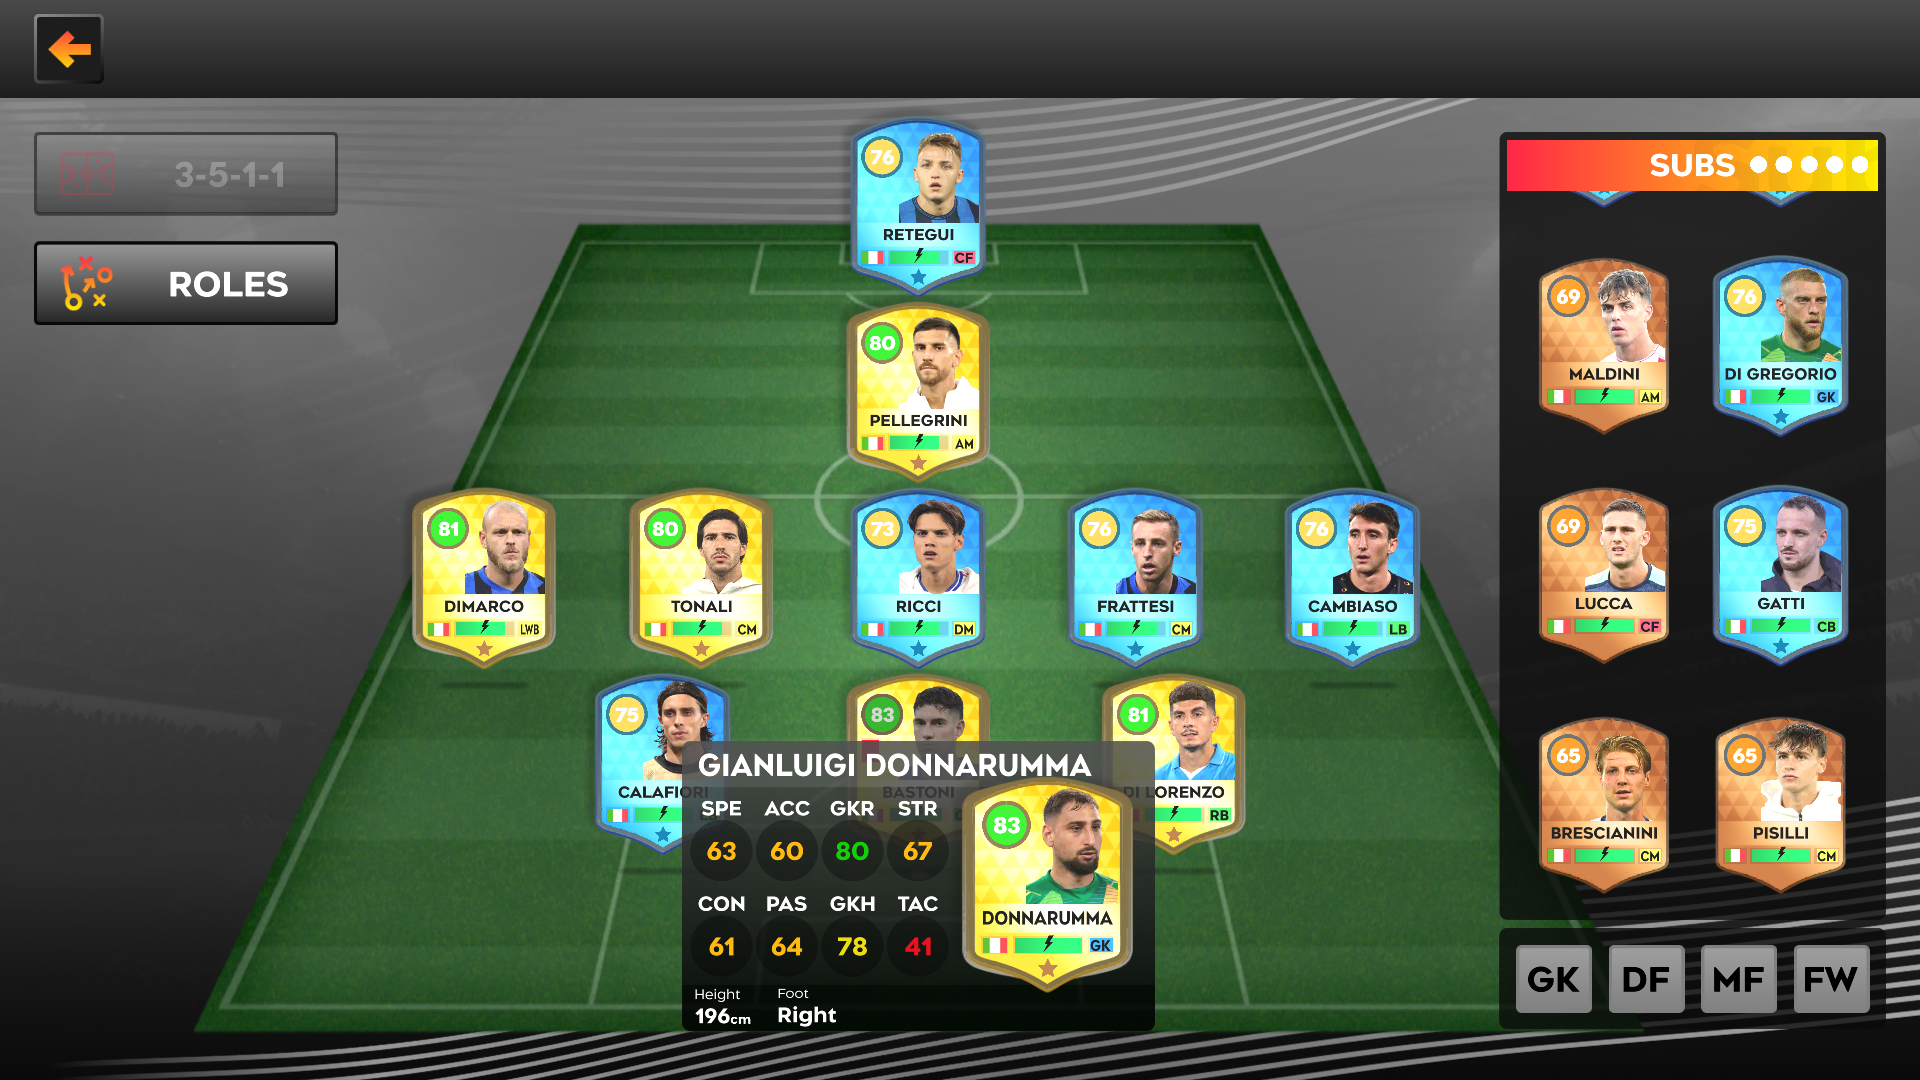 3-5-1-1
ROLES
76
RETEGUI
CF
80
PELLEGRINI
AM
81
DIMARCO
LWB
80
TONALI
CM
73
RICCI
DM
76
FRATTESI
CM
76
CAMBIASO
LB
75
CALAFIORI
83
BASTONI
81
DI LORENZO
RB
GIANLUIGI DONNARUMMA
SPE ACC GKR STR
63 60 80 67
CON PAS GKH TAC
61 64 78 41
Height Foot
196cm Right
83
DONNARUMMA
GK
SUBS
69
MALDINI
AM
76
DI GREGORIO
GK
69
LUCCA
CF
75
GATTI
CB
65
BRESCIANINI
CM
65
PISILLI
CM
GK DF MF FW